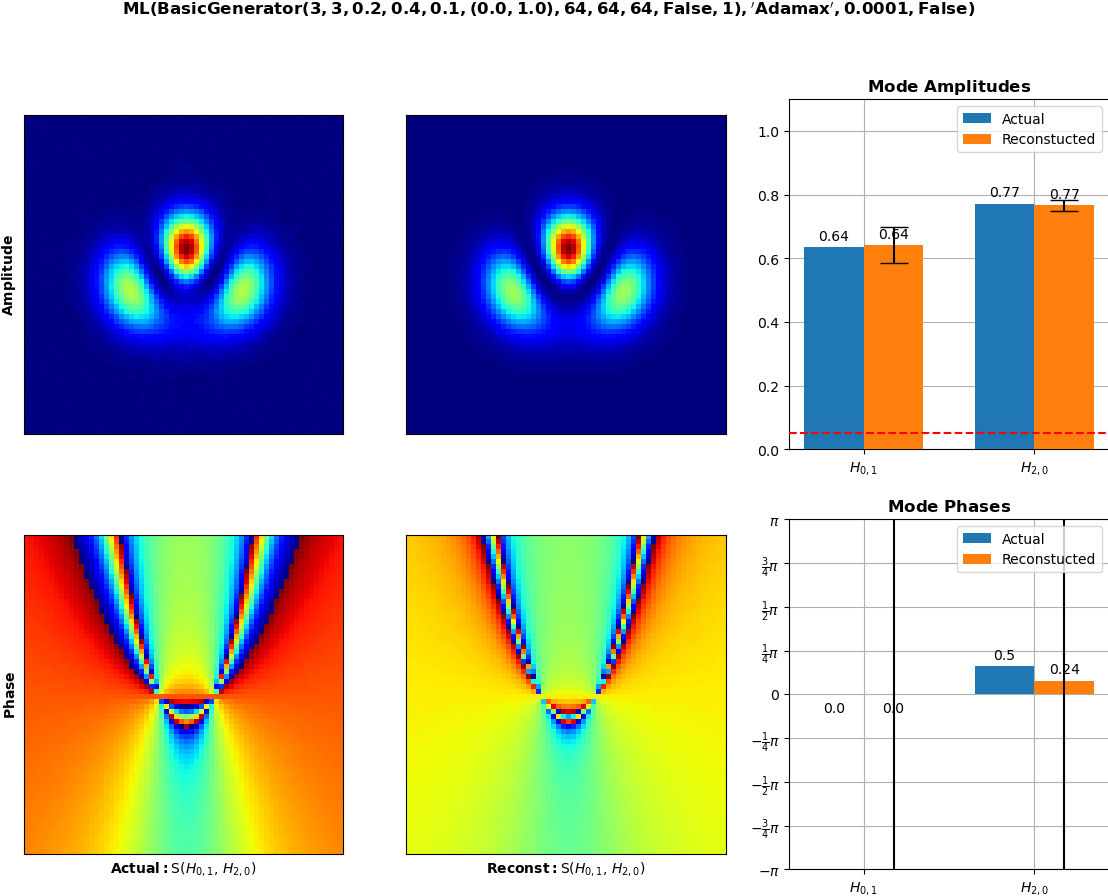 ML(BasicGenerator(3, 3, 0.2, 0.4, 0.1, (0.0, 1.0), 64, 64, 64, False, 1), ′Adamax′, 0.0001, False)
Amplitude
Mode Amplitudes
Actual
Reconstucted
1.0
0.8
0.6
0.4
0.2
0.0
0.64
0.64
0.77
0.77
H0, 1
H2, 0
Phase
Actual: S(H0, 1, H2, 0)
Reconst: S(H0, 1, H2, 0)
Mode Phases
Actual
Reconstucted
π
3/4π
1/2π
1/4π
0
−1/4π
−1/2π
−3/4π
−π
0.0
0.0
0.5
0.24
H0, 1
H2, 0